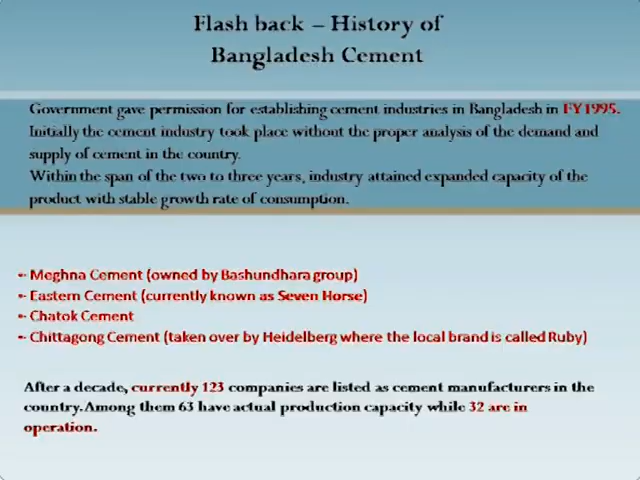 Flash back – History of
Bangladesh Cement
Government gave permission for establishing cement industries in Bangladesh in FY1995.
Initially the cement industry took place without the proper analysis of the demand and
supply of cement in the country.
Within the span of the two to three years, industry attained expanded capacity of the
product with stable growth rate of consumption.
Meghna Cement (owned by Bashundhara group)
Eastern Cement (currently known as Seven Horse)
Chatok Cement
Chittagong Cement (taken over by Heidelberg where the local brand is called Ruby)
After a decade, currently 123 companies are listed as cement manufacturers in the
country. Among them 63 have actual production capacity while 32 are in
operation.